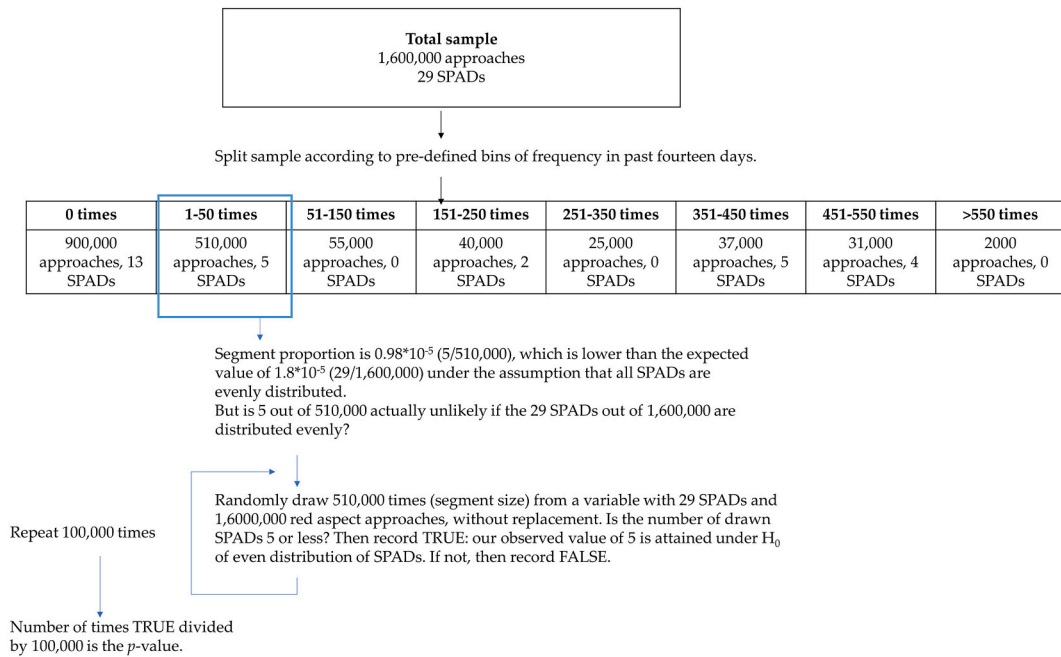 Total sample
1,600,000 approaches
29 SPADs
Split sample according to pre-defined bins of frequency in past fourteen days.
0 times 1-50 times 51-150 times 151-250 times 251-350 times 351-450 times 451-550 times >550 times
900,000 510,000 55,000 40,000 25,000 37,000 31,000 2000
approaches, 13 approaches, 5 approaches, 0 approaches, 2 approaches, 0 approaches, 5 approaches, 4 approaches, 0
SPADs SPADs SPADs SPADs SPADs SPADs SPADs SPADs
Segment proportion is 0.98*10⁻⁵ (5/510,000), which is lower than the expected
value of 1.8*10⁻⁵ (29/1,600,000) under the assumption that all SPADs are
evenly distributed.
But is 5 out of 510,000 actually unlikely if the 29 SPADs out of 1,600,000 are
distributed evenly?
Randomly draw 510,000 times (segment size) from a variable with 29 SPADs and
1,6000,000 red aspect approaches, without replacement. Is the number of drawn
SPADs 5 or less? Then record TRUE: our observed value of 5 is attained under H₀
of even distribution of SPADs. If not, then record FALSE.
Repeat 100,000 times
Number of times TRUE divided
by 100,000 is the p-value.